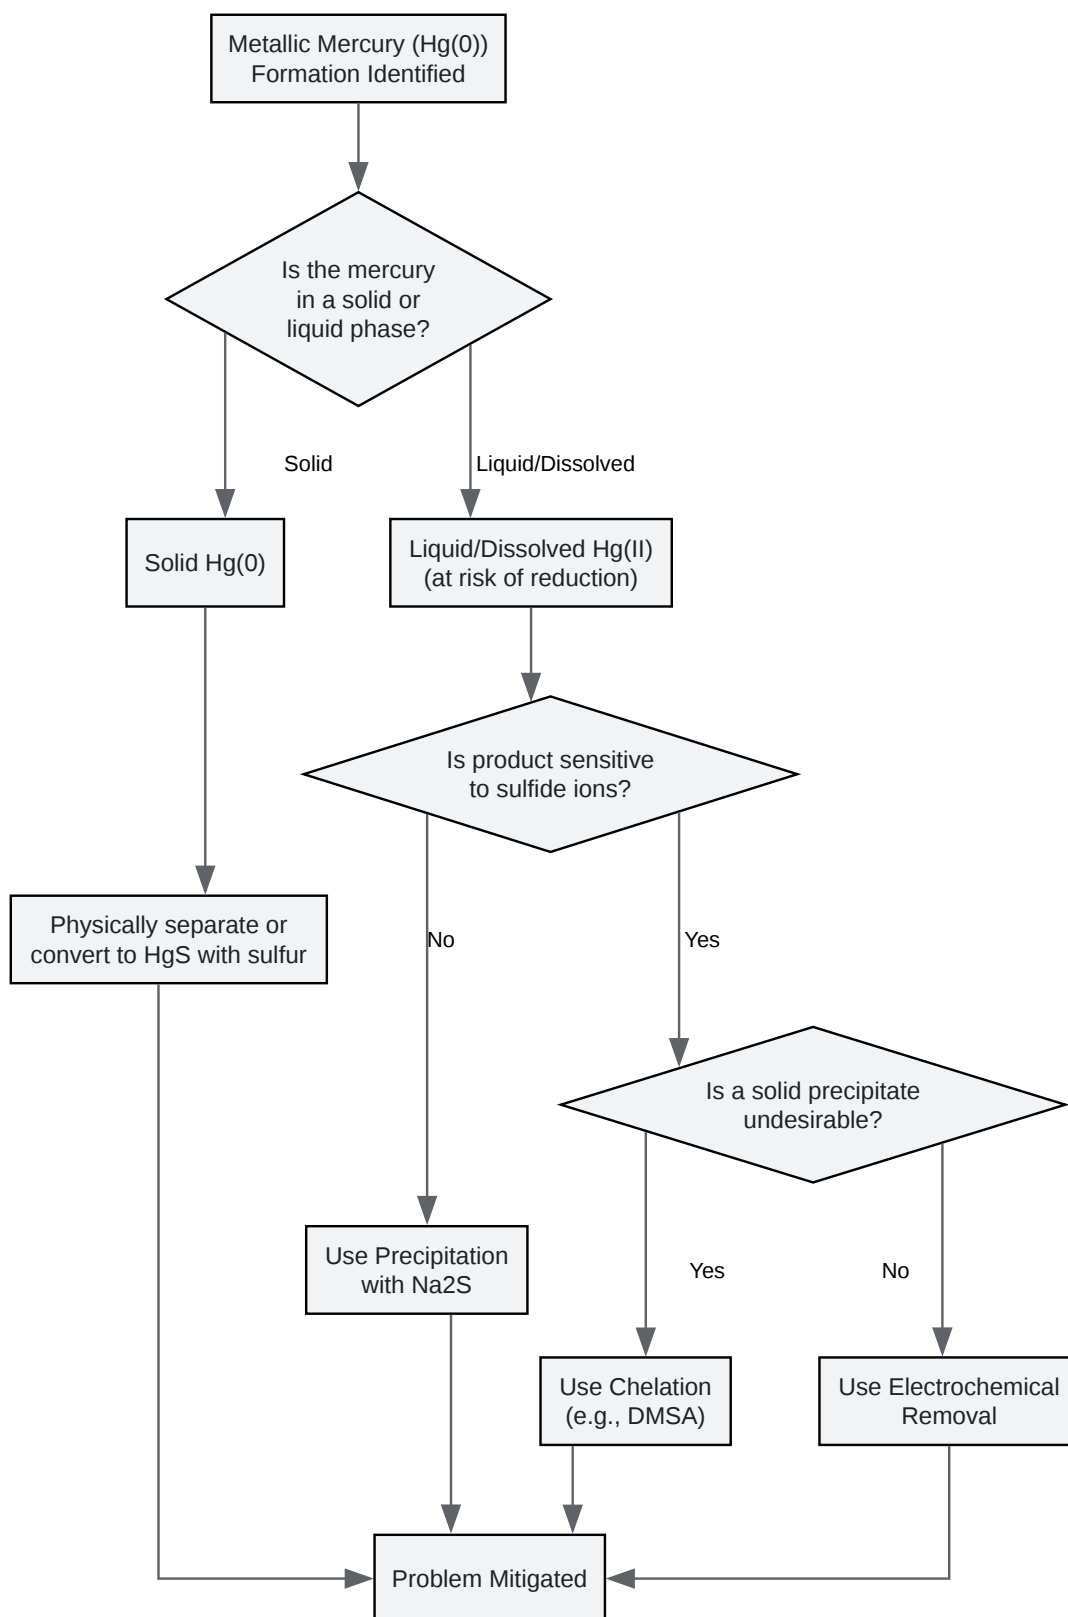 Metallic Mercury (Hg(0))
Formation Identified
Is the mercury
in a solid or
liquid phase?
Solid
Liquid/Dissolved
Solid Hg(0)
Liquid/Dissolved Hg(II)
(at risk of reduction)
Is product sensitive
to sulfide ions?
Physically separate or
convert to HgS with sulfur
No
Yes
Is a solid precipitate
undesirable?
Use Precipitation
with Na2S
Yes
No
Use Chelation
(e.g., DMSA)
Use Electrochemical
Removal
Problem Mitigated